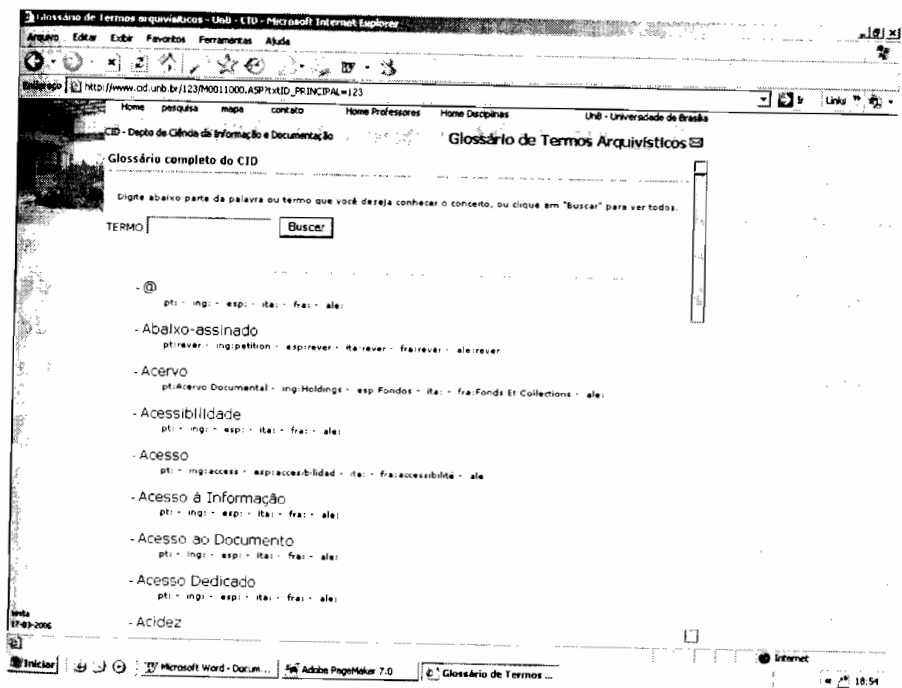 Glossário de Termos arquivísticos - UnB - CID - Microsoft Internet Explorer
Arquivo Editar Exibir Favoritos Ferramentas Ajuda
Endereço http://www.cid.unb.br/123/M0011000.ASP?txtID_PRINCIPAL=123 Ir Links »
Home pesquisa mapa contato Home Professores Home Disciplinas UnB - Universidade de Brasília
CID - Depto de Ciência da Informação e Documentação Glossário de Termos Arquivísticos
Glossário completo do CID
Digite abaixo parte da palavra ou termo que você deseja conhecer o conceito, ou clique em "Buscar" para ver todos.
TERMO Buscar
- @
pt: - ing: - esp: - ita: - fra: - ale:
- Abaixo-assinado
pt:rever - ing:petition - esp:rever - ita:rever - fra:rever - ale:rever
- Acervo
pt:Acervo Documental - ing:Holdings - esp:Fondos - ita: - fra:Fonds Et Collections - ale:
- Acessibilidade
pt: - ing: - esp: - ita: - fra: - ale:
- Acesso
pt: - ing:access - esp:accesibilidad - ita: - fra:accessibilité - ale
- Acesso à Informação
pt: - ing: - esp: - ita: - fra: - ale:
- Acesso ao Documento
pt: - ing: - esp: - ita: - fra: - ale:
- Acesso Dedicado
pt: - ing: - esp: - ita: - fra: - ale:
- Acidez
sexta
17-03-2006
Internet
Iniciar Microsoft Word - Docum... Adobe PageMaker 7.0 Glossário de Termos ... 18:54